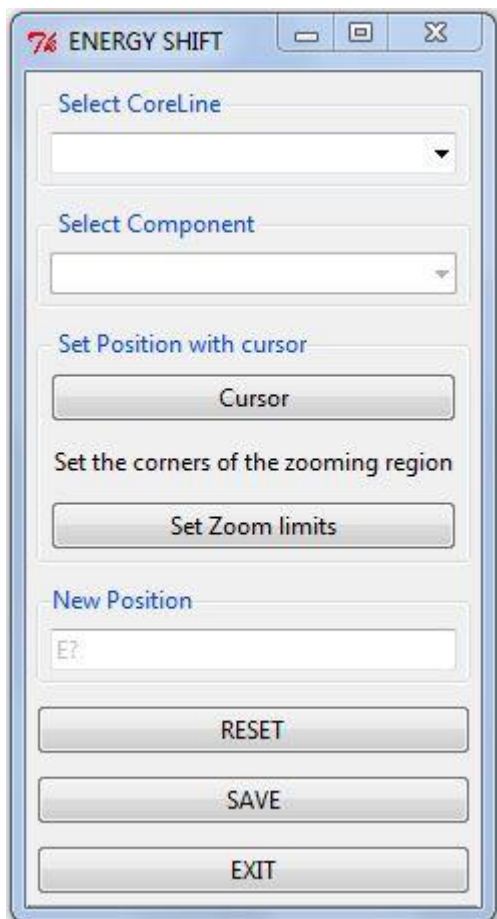 ENERGY SHIFT
Select CoreLine
Select Component
Set Position with cursor
Cursor
Set the corners of the zooming region
Set Zoom limits
New Position
E?
RESET
SAVE
EXIT